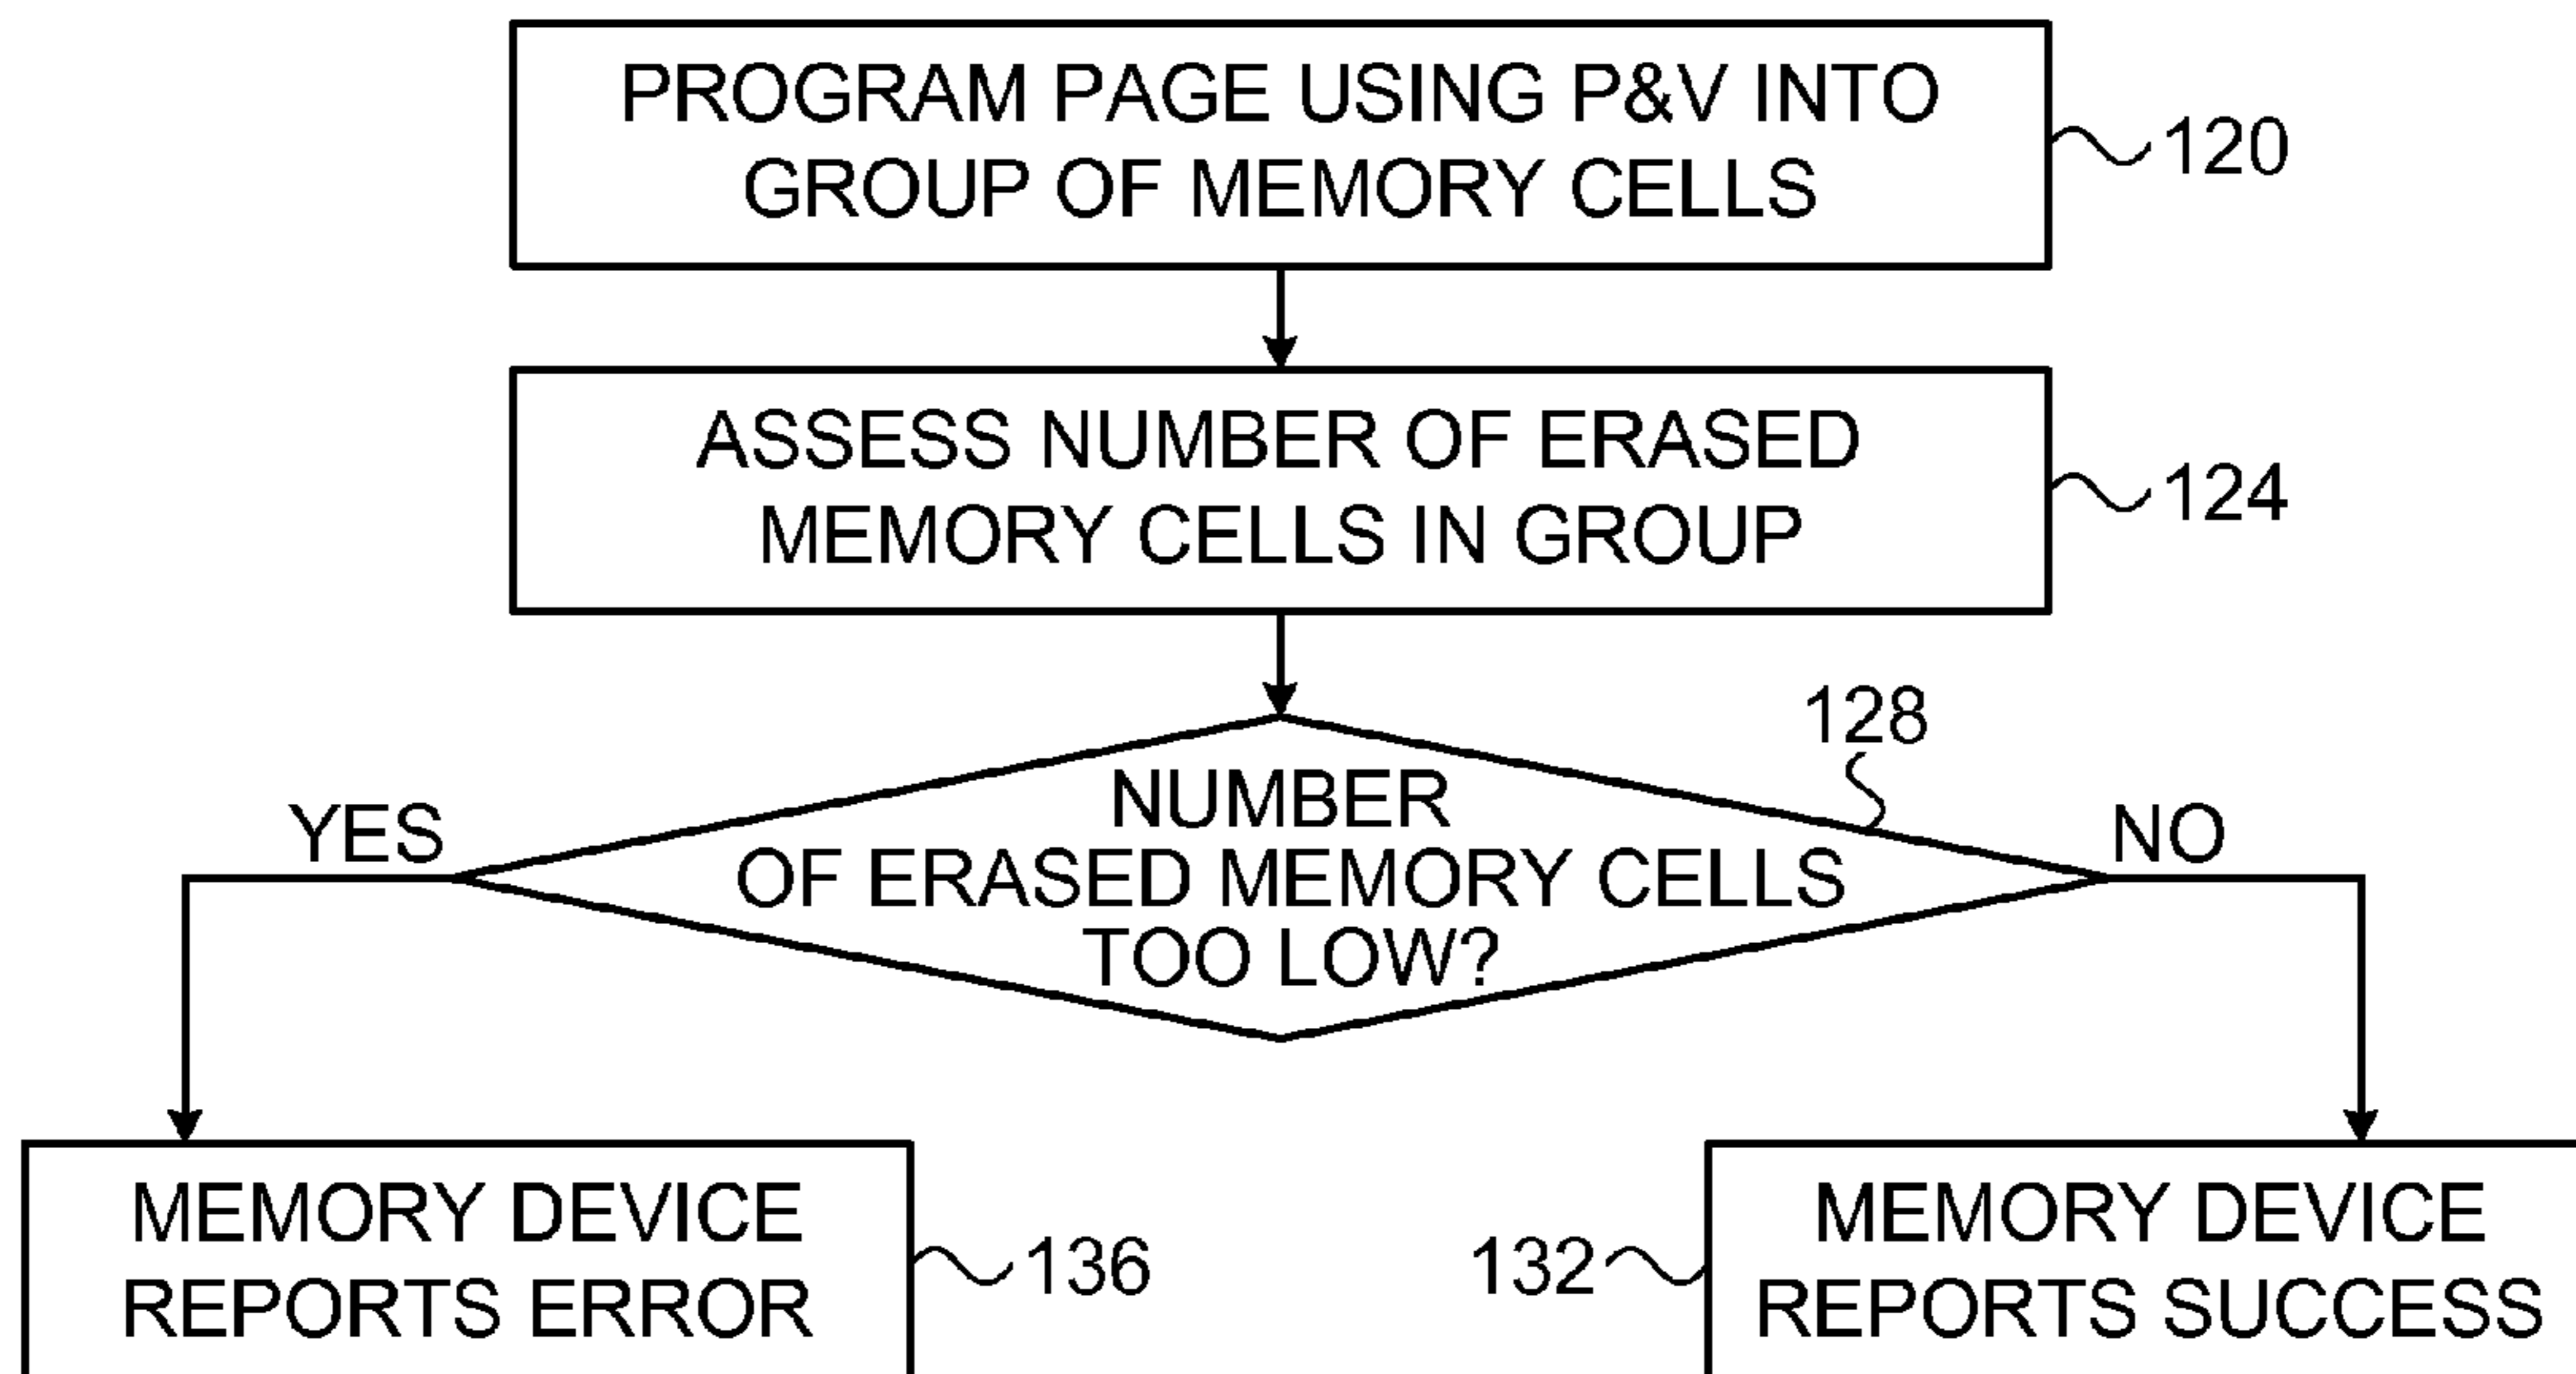 PROGRAM PAGE USING P&V INTO
GROUP OF MEMORY CELLS
120
ASSESS NUMBER OF ERASED
MEMORY CELLS IN GROUP
124
128
NUMBER
OF ERASED MEMORY CELLS
TOO LOW?
YES
NO
MEMORY DEVICE
REPORTS ERROR
136
132
MEMORY DEVICE
REPORTS SUCCESS